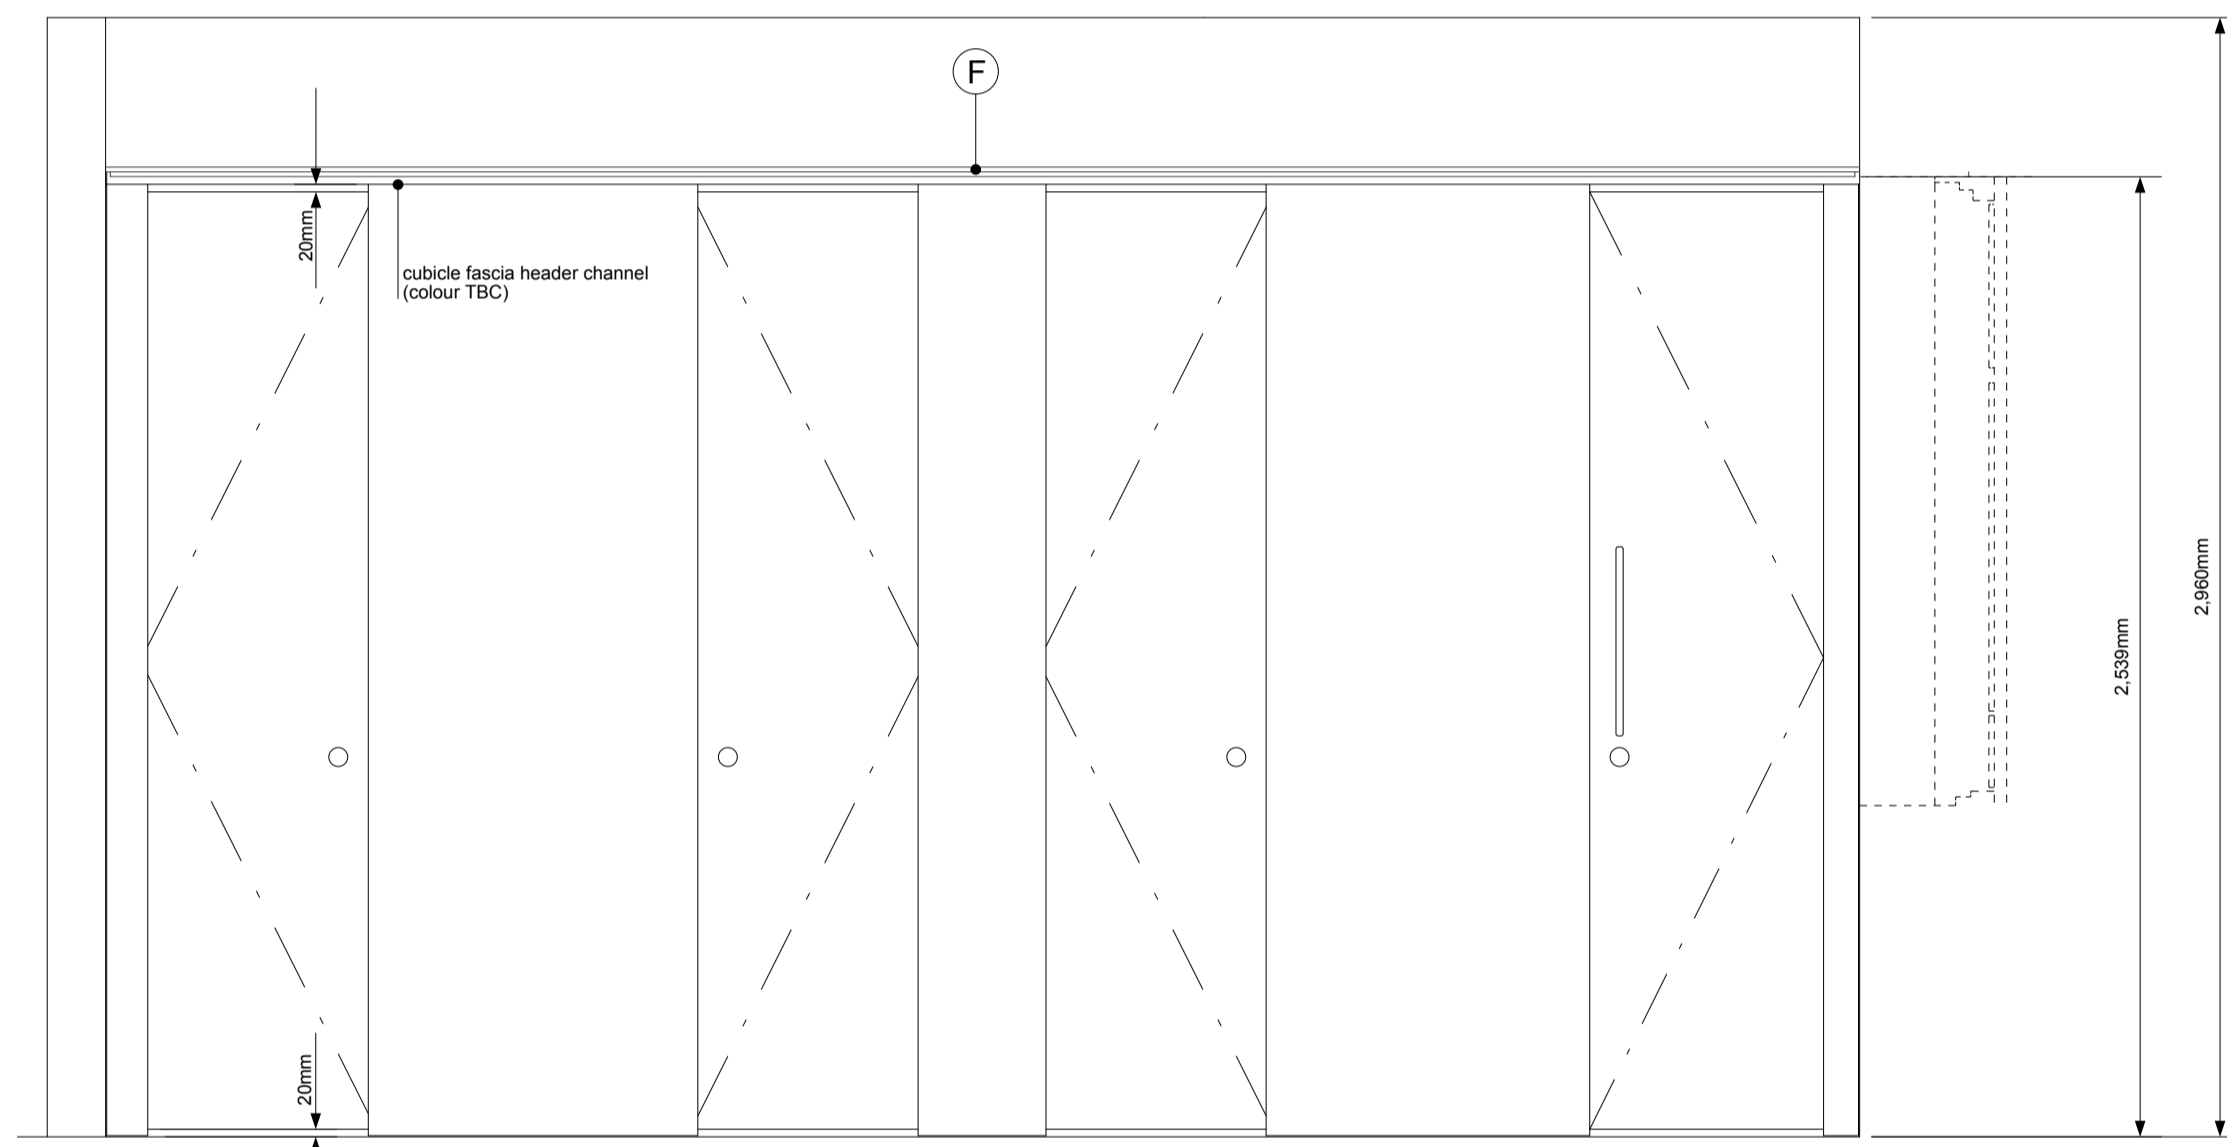 F
20mm
cubicle fascia header channel
(colour TBC)
2,960mm
2,539mm
20mm